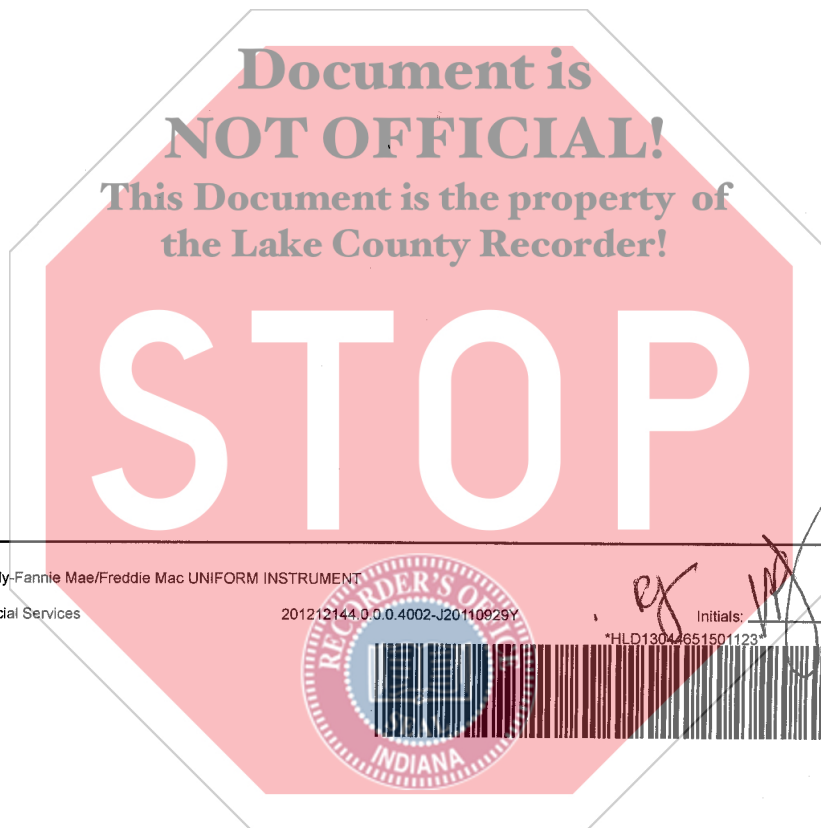 Document is
NOT OFFICIAL!
This Document is the property of
the Lake County Recorder!
STOP
ly-Fannie Mae/Freddie Mac UNIFORM INSTRUMENT
cial Services 201212144.0.0.0.4002-J20110929Y Initials:
*HLD13044651501123*
RECORDER'S OFFICE
SEAL
INDIANA